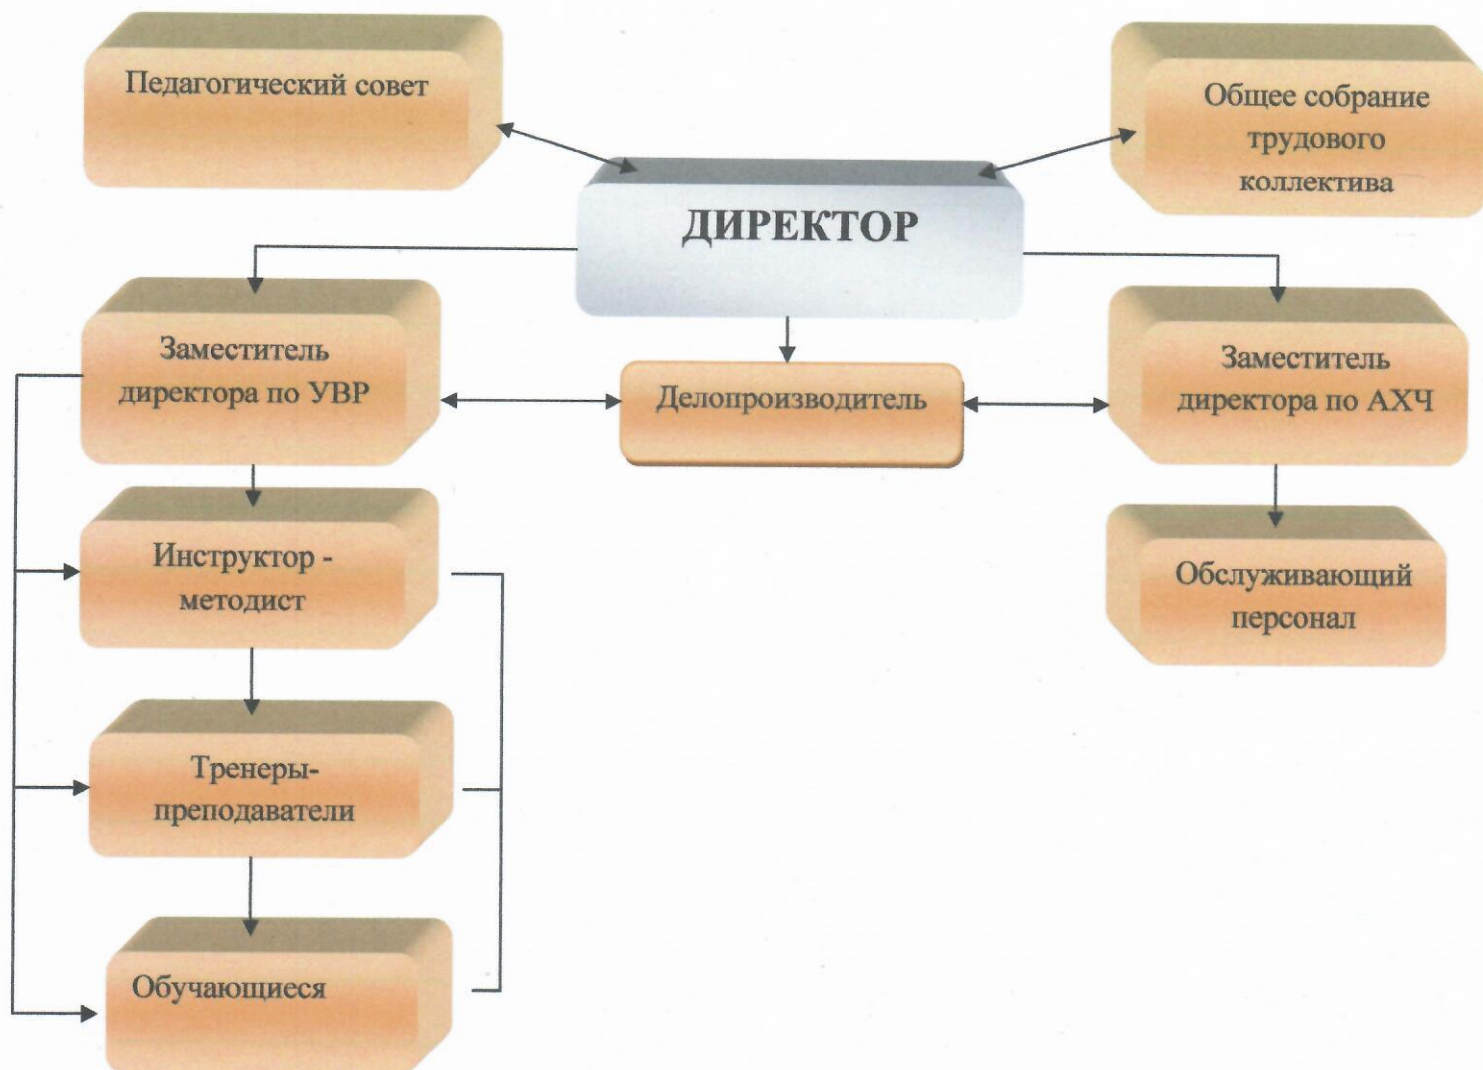 Педагогический совет
Общее собрание
трудового
коллектива
ДИРЕКТОР
Заместитель
директора по УВР
Делопроизводитель
Заместитель
директора по АХЧ
Инструктор -
методист
Обслуживающий
персонал
Тренеры-
преподаватели
Обучающиеся